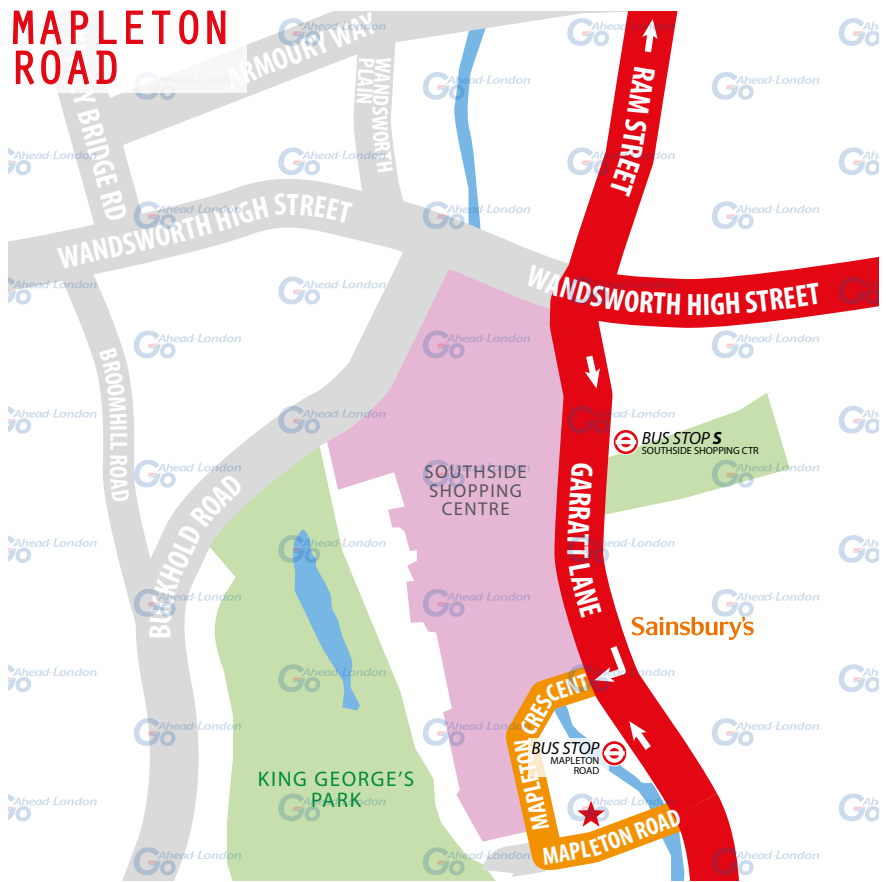 MAPLETON
ROAD
ARMOURY WAY
WANDSWORTH
PLAIN
Y BRIDGE RD
RAM STREET
WANDSWORTH HIGH STREET
WANDSWORTH HIGH STREET
BROOMHILL ROAD
BUCKHOLD ROAD
BUS STOP S
SOUTHSIDE SHOPPING CTR
SOUTHSIDE
SHOPPING
CENTRE
GARRATT LANE
Sainsbury's
MAPLETON CRESCENT
BUS STOP
MAPLETON
ROAD
KING GEORGE'S
PARK
MAPLETON ROAD
Go Ahead-London